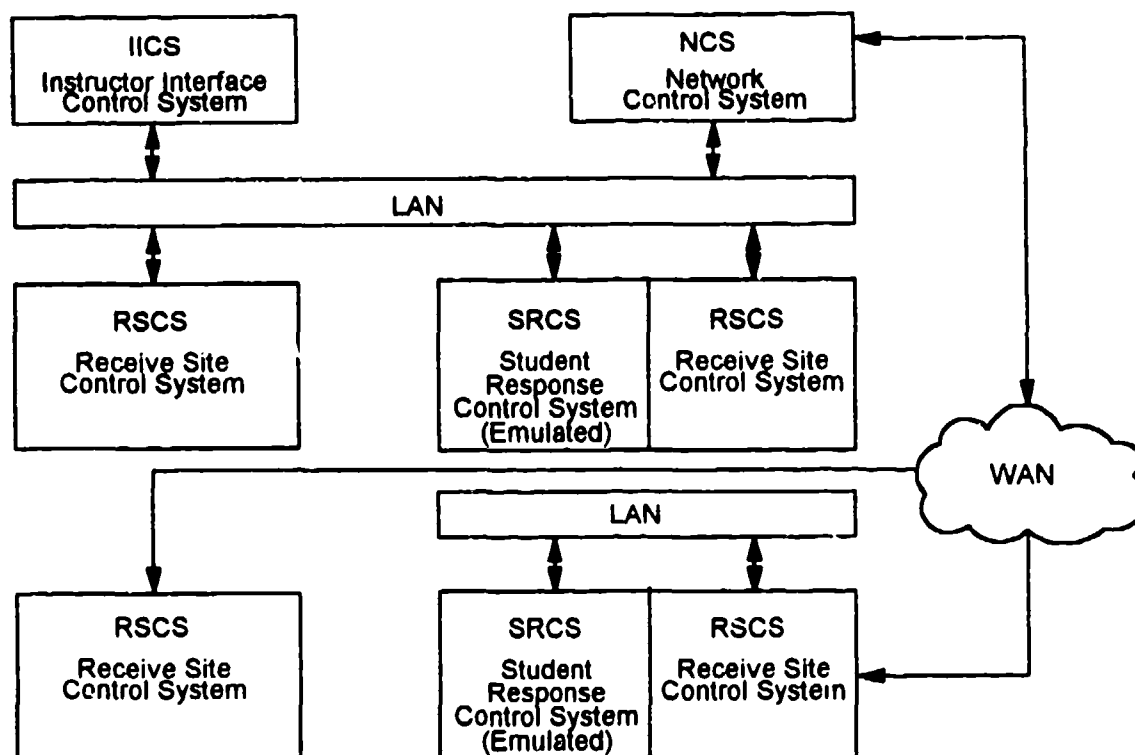 IICS
Instructor Interface
Control System
NCS
Network
Control System
LAN
RSCS
Receive Site
Control System
SRCS
Student
Response
Control System
(Emulated)
RSCS
Receive Site
Control System
WAN
LAN
RSCS
Receive Site
Control System
SRCS
Student
Response
Control System
(Emulated)
RSCS
Receive Site
Control System